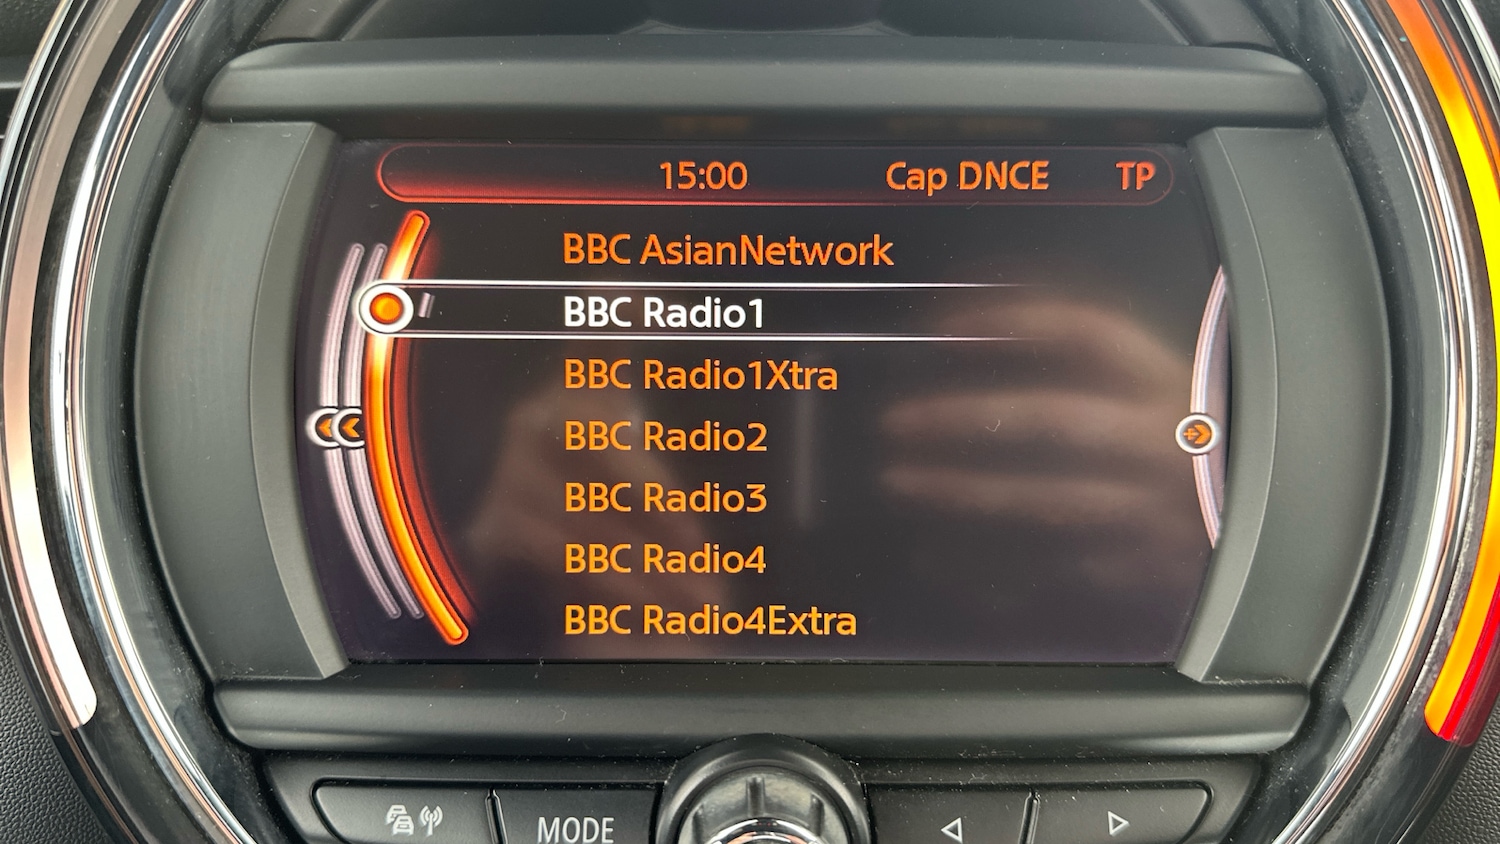 15:00 Cap DNCE TP
BBC AsianNetwork
BBC Radio1
BBC Radio1Xtra
BBC Radio2
BBC Radio3
BBC Radio4
BBC Radio4Extra
MODE